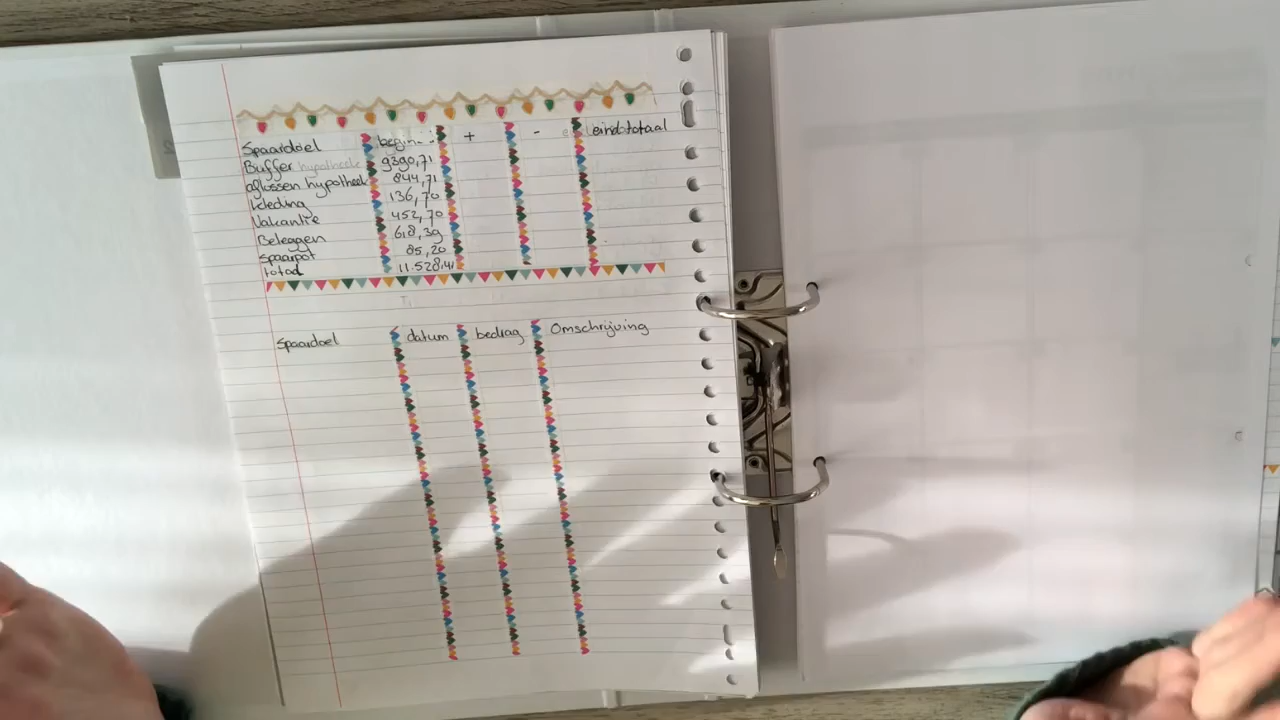 Spaardoel begin + - eindtotaal
Buffer hypotheek 9390,71
aflossen hypotheek 844,71
kleding 136,70
Vakantie 452,70
Beleggen 618,39
spaarpot 85,20
totaal 11.528,41
Spaardoel datum bedrag Omschrijving